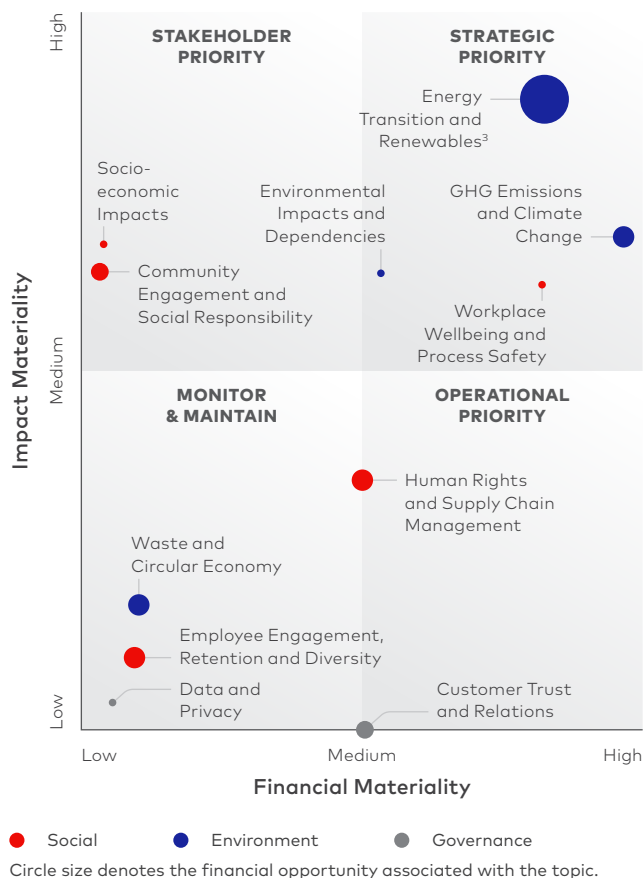 High
STAKEHOLDER
PRIORITY
STRATEGIC
PRIORITY
Energy
Transition and
Renewables³
Socio-
economic
Impacts
Environmental
Impacts and
Dependencies
GHG Emissions
and Climate
Change
Community
Engagement and
Social Responsibility
Workplace
Wellbeing and
Process Safety
Impact Materiality
Medium
MONITOR
& MAINTAIN
OPERATIONAL
PRIORITY
Human Rights
and Supply Chain
Management
Waste and
Circular Economy
Employee Engagement,
Retention and Diversity
Data and
Privacy
Customer Trust
and Relations
Low
Low
Medium
High
Financial Materiality
Social
Environment
Governance
Circle size denotes the financial opportunity associated with the topic.